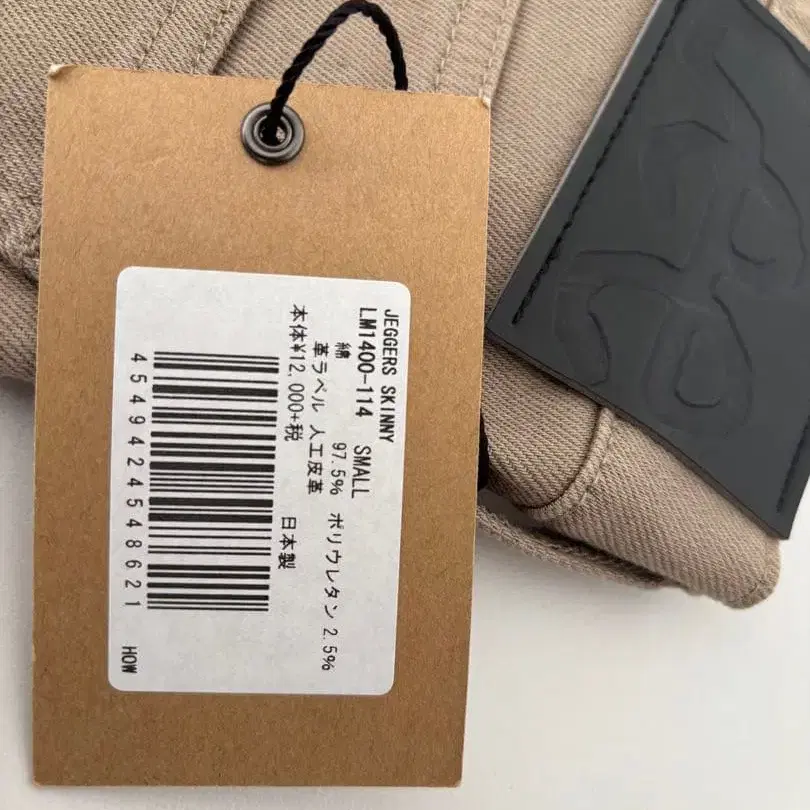 JEGGERS SKINNY
LM1400-114 SMALL
綿 97.5% ポリウレタン 2.5%
革ラベル 人工皮革
本体¥12,000+税 日本製
4549424548621 HOW